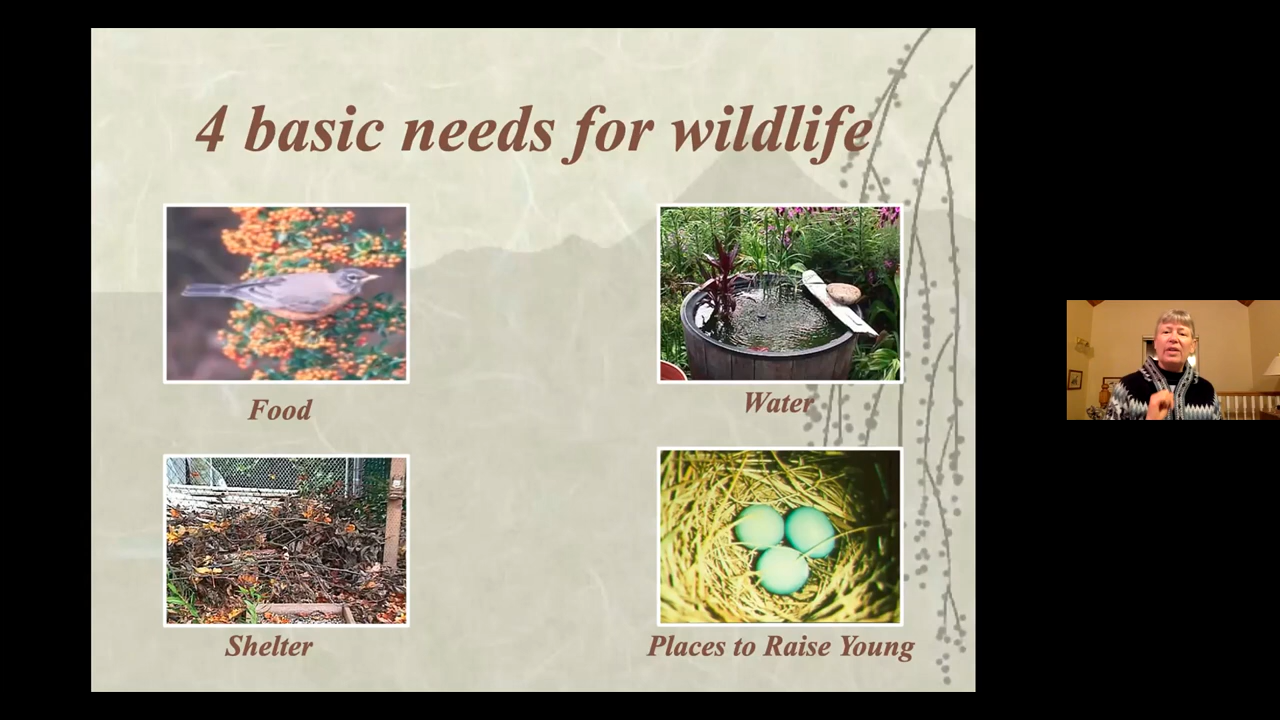 4 basic needs for wildlife
Food
Water
Shelter
Places to Raise Young